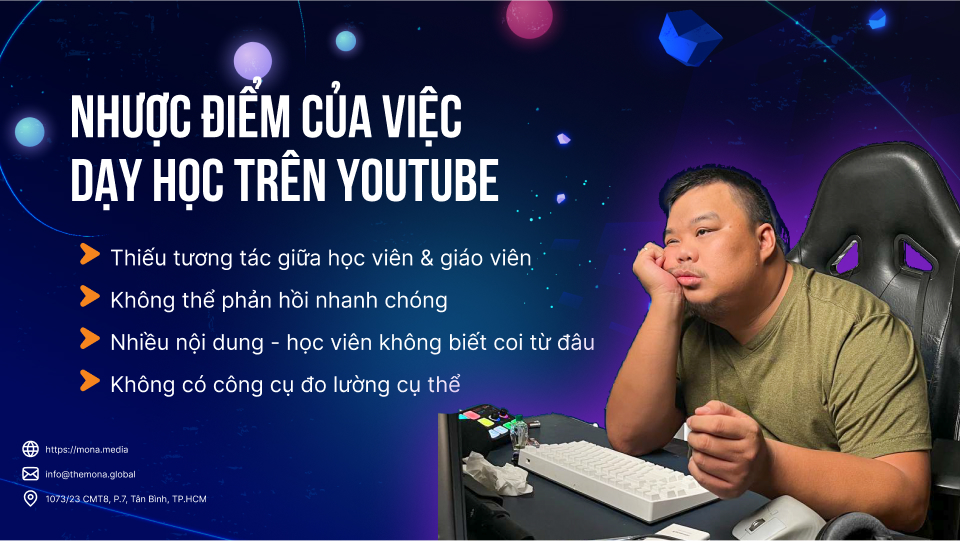 NHƯỢC ĐIỂM CỦA VIỆC
DẠY HỌC TRÊN YOUTUBE
Thiếu tương tác giữa học viên & giáo viên
Không thể phản hồi nhanh chóng
Nhiều nội dung - học viên không biết coi từ đâu
Không có công cụ đo lường cụ thể
https://mona.media
info@themona.global
1073/23 CMT8, P.7, Tân Bình, TP.HCM